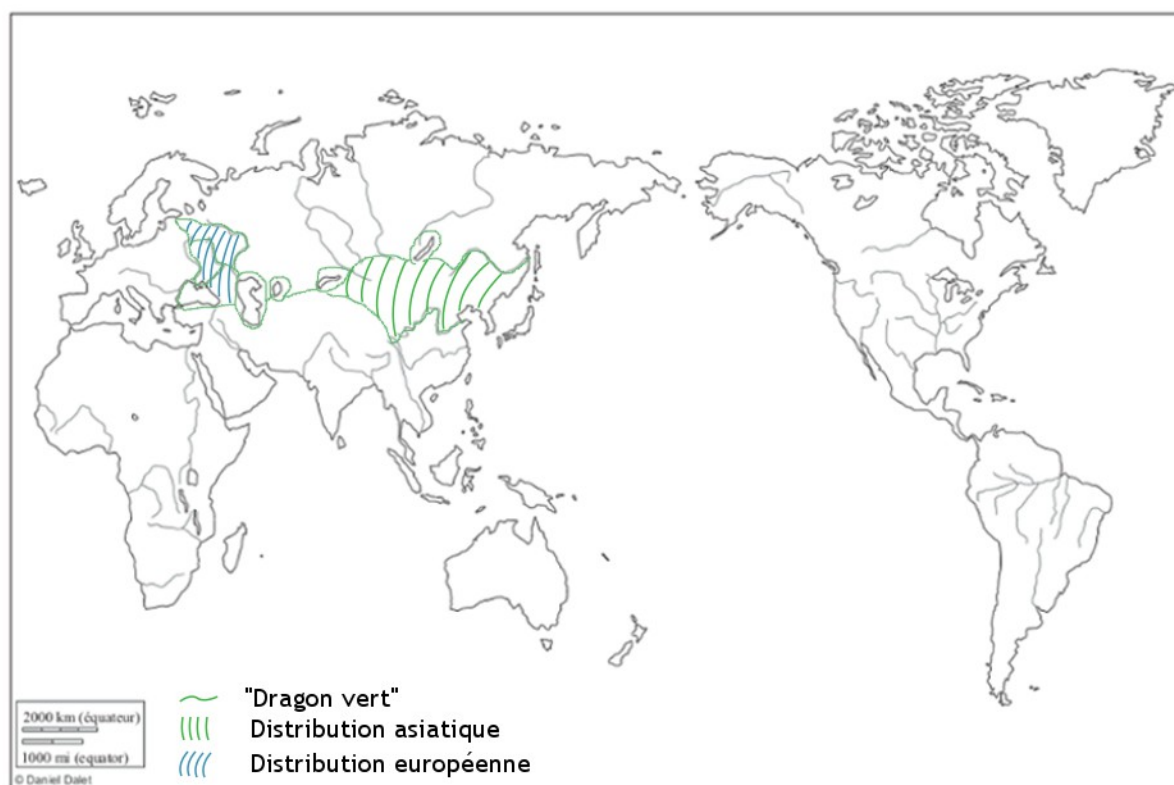 "Dragon vert"
Distribution asiatique
Distribution européenne
2000 km (équateur)
1000 mi (equator)
© Daniel Dalet